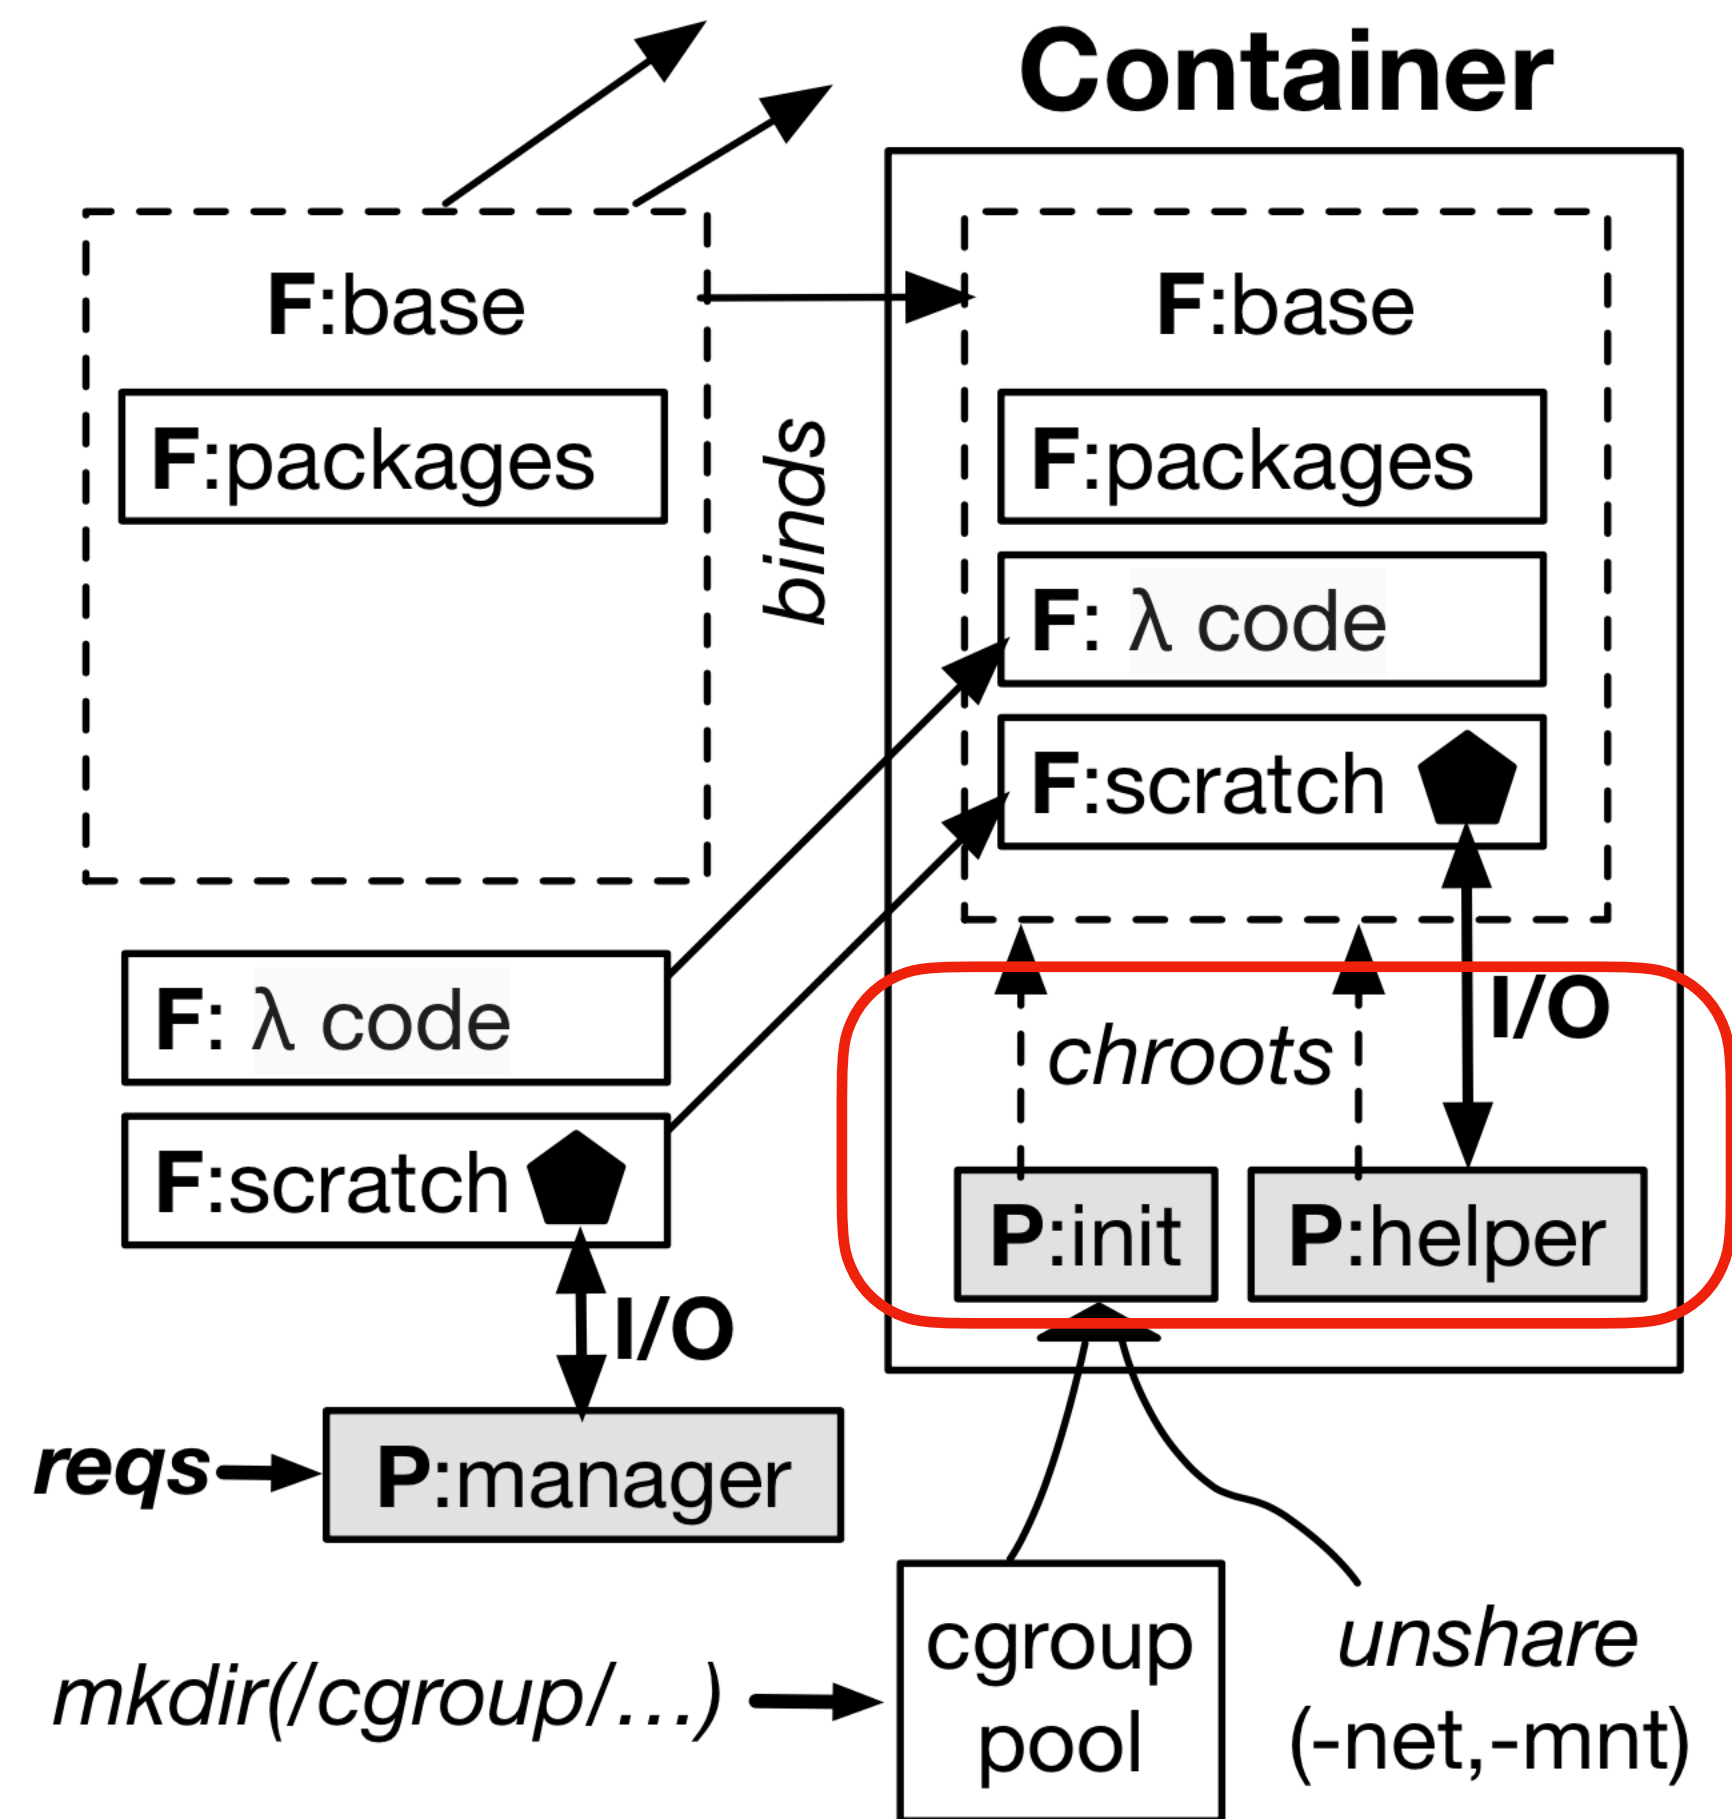 Container
F:base
F:packages
binds
F: λ code
F:scratch
I/O
reqs
P:manager
F:base
F:packages
F: λ code
F:scratch
I/O
chroots
P:init
P:helper
mkdir(/cgroup/...)
cgroup
pool
unshare
(-net,-mnt)